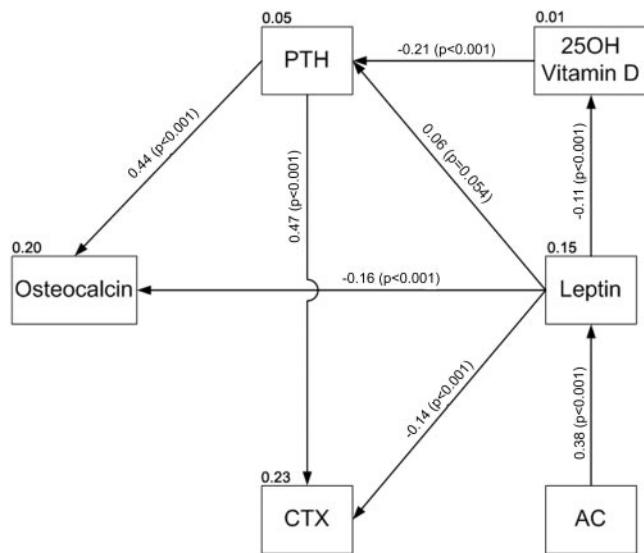 0.05
PTH
0.01
25OH
Vitamin D
-0.21 (p<0.001)
0.44 (p<0.001)
0.47 (p<0.001)
0.06 (p=0.054)
-0.11 (p<0.001)
0.20
Osteocalcin
-0.16 (p<0.001)
0.15
Leptin
-0.14 (p<0.001)
0.38 (p<0.001)
0.23
CTX
AC